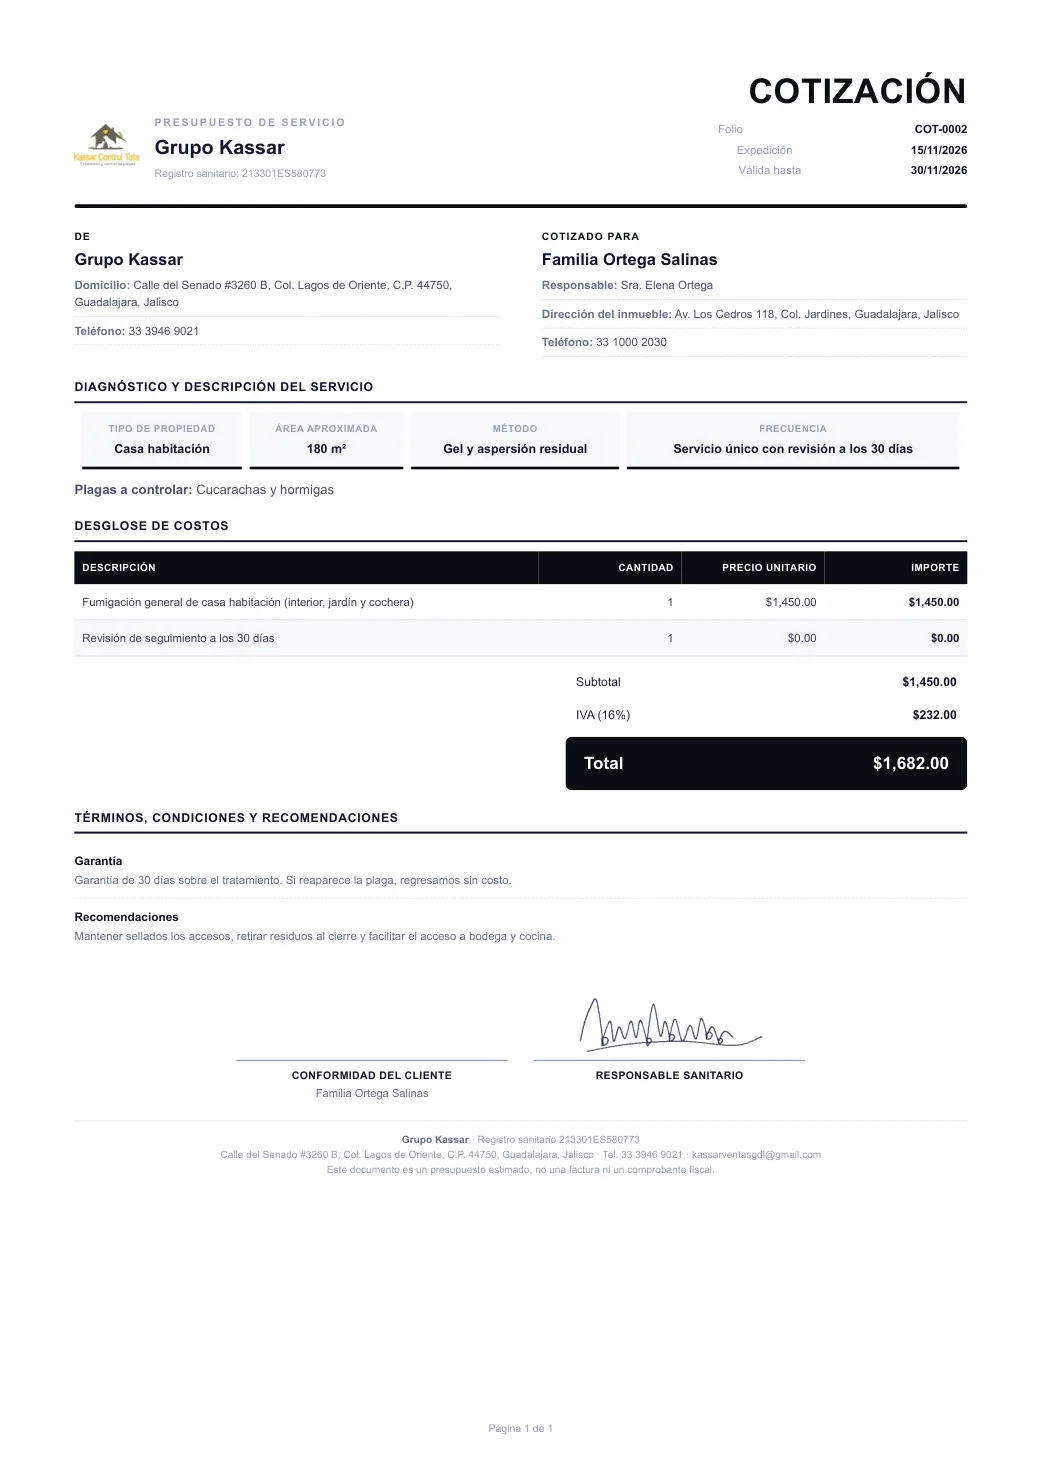 COTIZACIÓN
PRESUPUESTO DE SERVICIO
Grupo Kassar
Registro sanitario: 213301ES580773
Kassar Control Total
Folio COT-0002
Expedición 15/11/2026
Válida hasta 30/11/2026
DE
Grupo Kassar
Domicilio: Calle del Senado #3260 B, Col. Lagos de Oriente, C.P. 44750,
Guadalajara, Jalisco
Teléfono: 33 3946 9021
COTIZADO PARA
Familia Ortega Salinas
Responsable: Sra. Elena Ortega
Dirección del inmueble: Av. Los Cedros 118, Col. Jardines, Guadalajara, Jalisco
Teléfono: 33 1000 2030
DIAGNÓSTICO Y DESCRIPCIÓN DEL SERVICIO
TIPO DE PROPIEDAD
Casa habitación
ÁREA APROXIMADA
180 m²
MÉTODO
Gel y aspersión residual
FRECUENCIA
Servicio único con revisión a los 30 días
Plagas a controlar: Cucarachas y hormigas
DESGLOSE DE COSTOS
DESCRIPCIÓN CANTIDAD PRECIO UNITARIO IMPORTE
Fumigación general de casa habitación (interior, jardín y cochera) 1 $1,450.00 $1,450.00
Revisión de seguimiento a los 30 días 1 $0.00 $0.00
Subtotal $1,450.00
IVA (16%) $232.00
Total $1,682.00
TÉRMINOS, CONDICIONES Y RECOMENDACIONES
Garantía
Garantía de 30 días sobre el tratamiento. Si reaparece la plaga, regresamos sin costo.
Recomendaciones
Mantener sellados los accesos, retirar residuos al cierre y facilitar el acceso a bodega y cocina.
CONFORMIDAD DEL CLIENTE
Familia Ortega Salinas
RESPONSABLE SANITARIO
Grupo Kassar · Registro sanitario 213301ES580773
Calle del Senado #3260 B, Col. Lagos de Oriente, C.P. 44750, Guadalajara, Jalisco · Tel. 33 3946 9021 · kassarventasgdl@gmail.com
Este documento es un presupuesto estimado, no una factura ni un comprobante fiscal.
Página 1 de 1